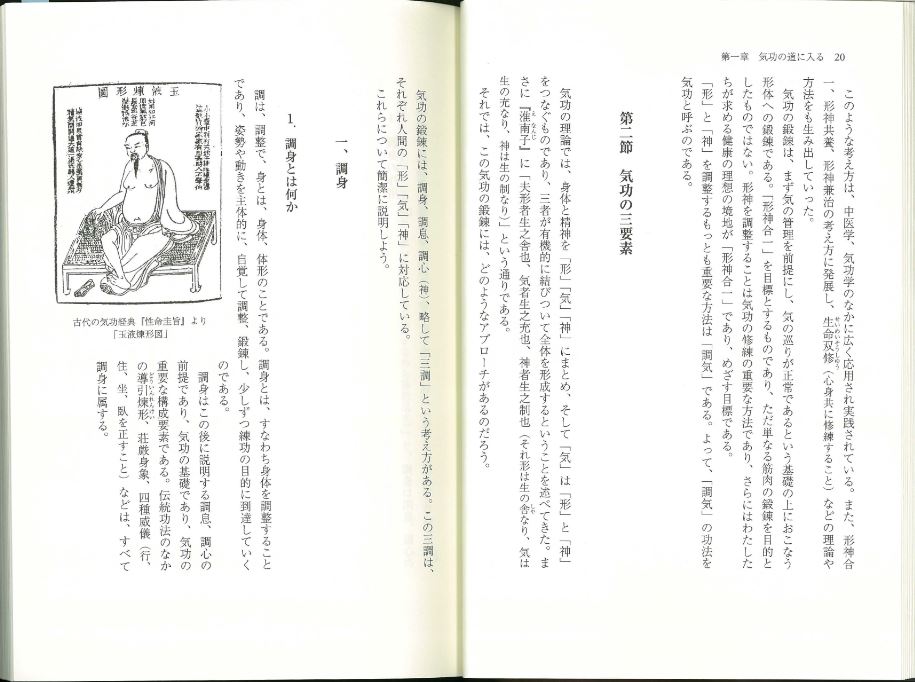 第一章　気功の道に入る　20
このような考え方は、中医学、気功学のなかに広く応用され実践されている。また、形神合
一、形神共養、形神兼治の考え方に発展し、生命双修（心身共に修練すること）などの理論や
方法をも生み出していった。
気功の鍛錬は、まず気の管理を前提にし、気の巡りが正常であるという基礎の上におこなう
形体への鍛錬である。「形神合一」を目標とするものであり、ただ単なる筋肉の鍛錬を目的と
したものではない。形神を調整することは気功の修練の重要な方法であり、さらにはわたした
ちが求める健康の理想の境地が「形神合一」であり、めざす目標である。
「形」と「神」を調整するもっとも重要な方法は「調気」である。よって、「調気」の功法を
気功と呼ぶのである。
第二節　気功の三要素
気功の理論では、身体と精神を「形」「気」「神」にまとめ、そして「気」は「形」と「神」
をつなぐものであり、三者が有機的に結びついて全体を形成するということを述べてきた。ま
さに『淮南子』に「夫形者生之舍也、気者生之充也、神者生之制也（それ形は生の舎なり、気は
生の充なり、神は生の制なり）」という通りである。
それでは、この気功の鍛錬には、どのようなアプローチがあるのだろう。
気功の鍛錬には、調身、調息、調心（神）、略して「三調」という考え方がある。この三調は、
それぞれ人間の「形」「気」「神」に対応している。
これらについて簡潔に説明しよう。
一、調身
1．調身とは何か
調は、調整で、身とは、身体、体形のことである。調身とは、すなわち身体を調整すること
であり、姿勢や動きを主体的に、自覚して調整、鍛錬し、少しずつ練功の目的に到達していく
のである。
調身はこの後に説明する調息、調心の
前提であり、気功の基礎であり、気功の
重要な構成要素である。伝統功法のなか
の導引煉形、荘厳身象、四種威儀（行、
住、坐、臥を正すこと）などは、すべて
調身に属する。
玉液煉形圖
古代の気功経典『性命圭旨』より
「玉液煉形図」